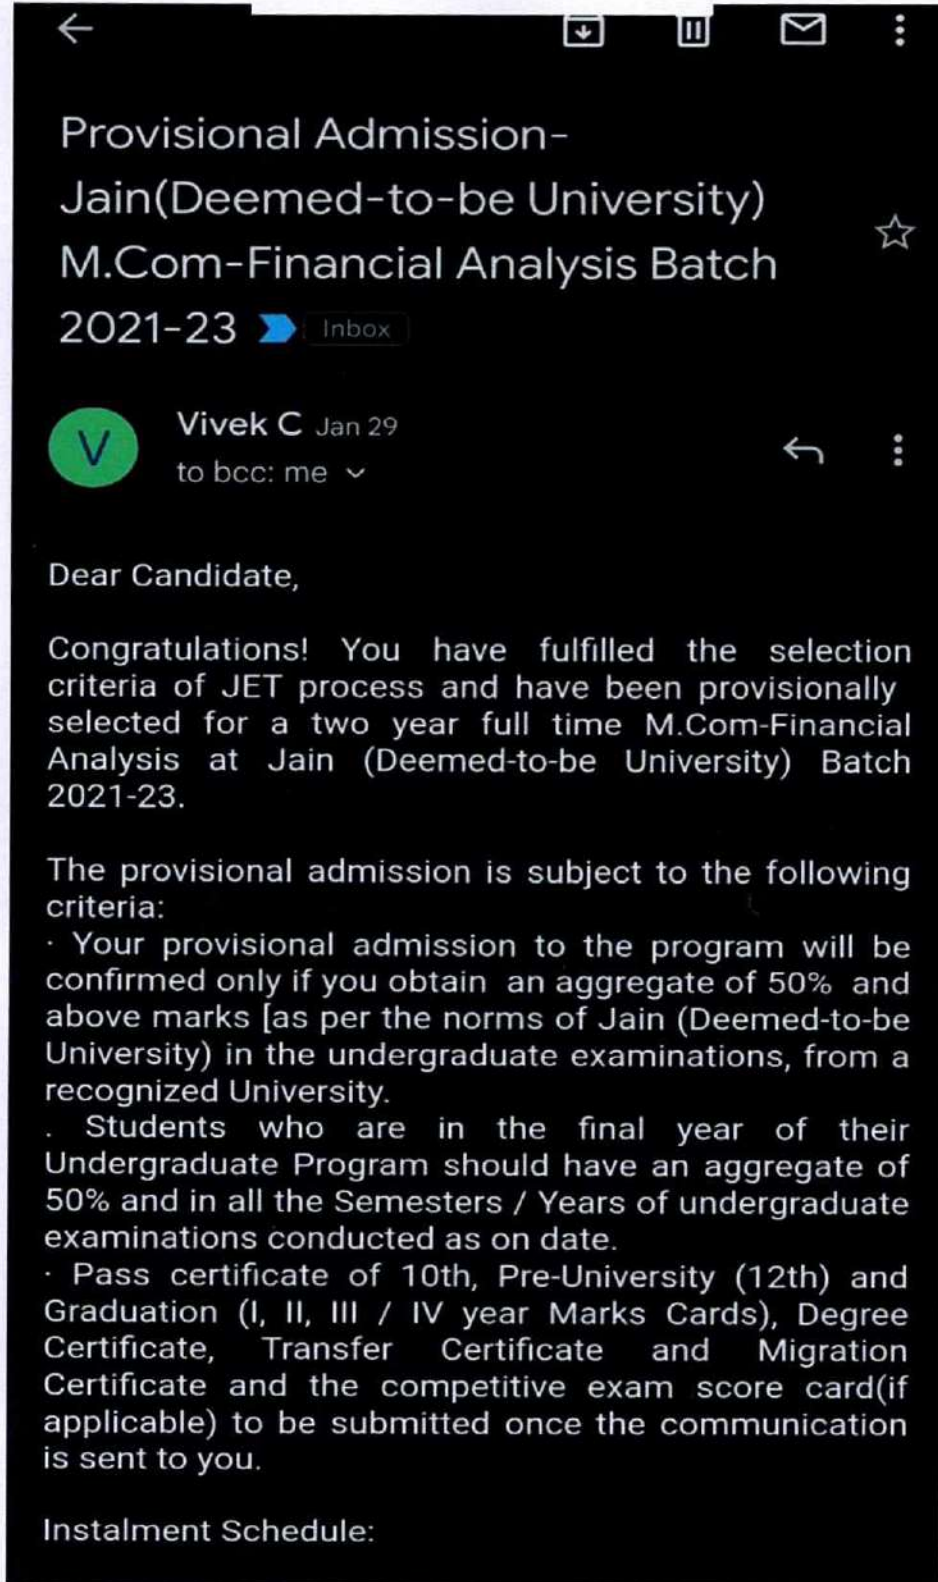 Provisional Admission-
Jain(Deemed-to-be University)
M.Com-Financial Analysis Batch
2021-23 Inbox
V
Vivek C Jan 29
to bcc: me
Dear Candidate,
Congratulations! You have fulfilled the selection
criteria of JET process and have been provisionally
selected for a two year full time M.Com-Financial
Analysis at Jain (Deemed-to-be University) Batch
2021-23.
The provisional admission is subject to the following
criteria:
· Your provisional admission to the program will be
confirmed only if you obtain an aggregate of 50% and
above marks [as per the norms of Jain (Deemed-to-be
University) in the undergraduate examinations, from a
recognized University.
. Students who are in the final year of their
Undergraduate Program should have an aggregate of
50% and in all the Semesters / Years of undergraduate
examinations conducted as on date.
· Pass certificate of 10th, Pre-University (12th) and
Graduation (I, II, III / IV year Marks Cards), Degree
Certificate, Transfer Certificate and Migration
Certificate and the competitive exam score card(if
applicable) to be submitted once the communication
is sent to you.
Instalment Schedule: